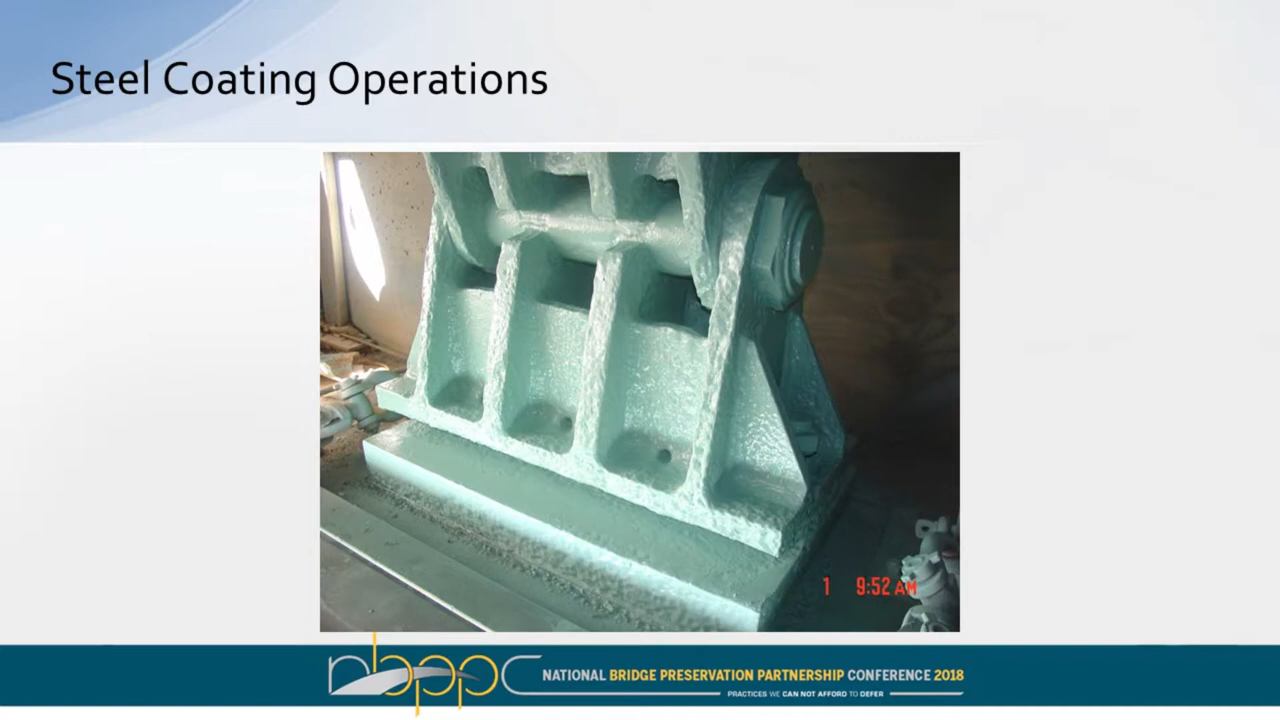 Steel Coating Operations
1 9:52 AM
nbppc
NATIONAL BRIDGE PRESERVATION PARTNERSHIP CONFERENCE 2018
PRACTICES WE CAN NOT AFFORD TO DEFER